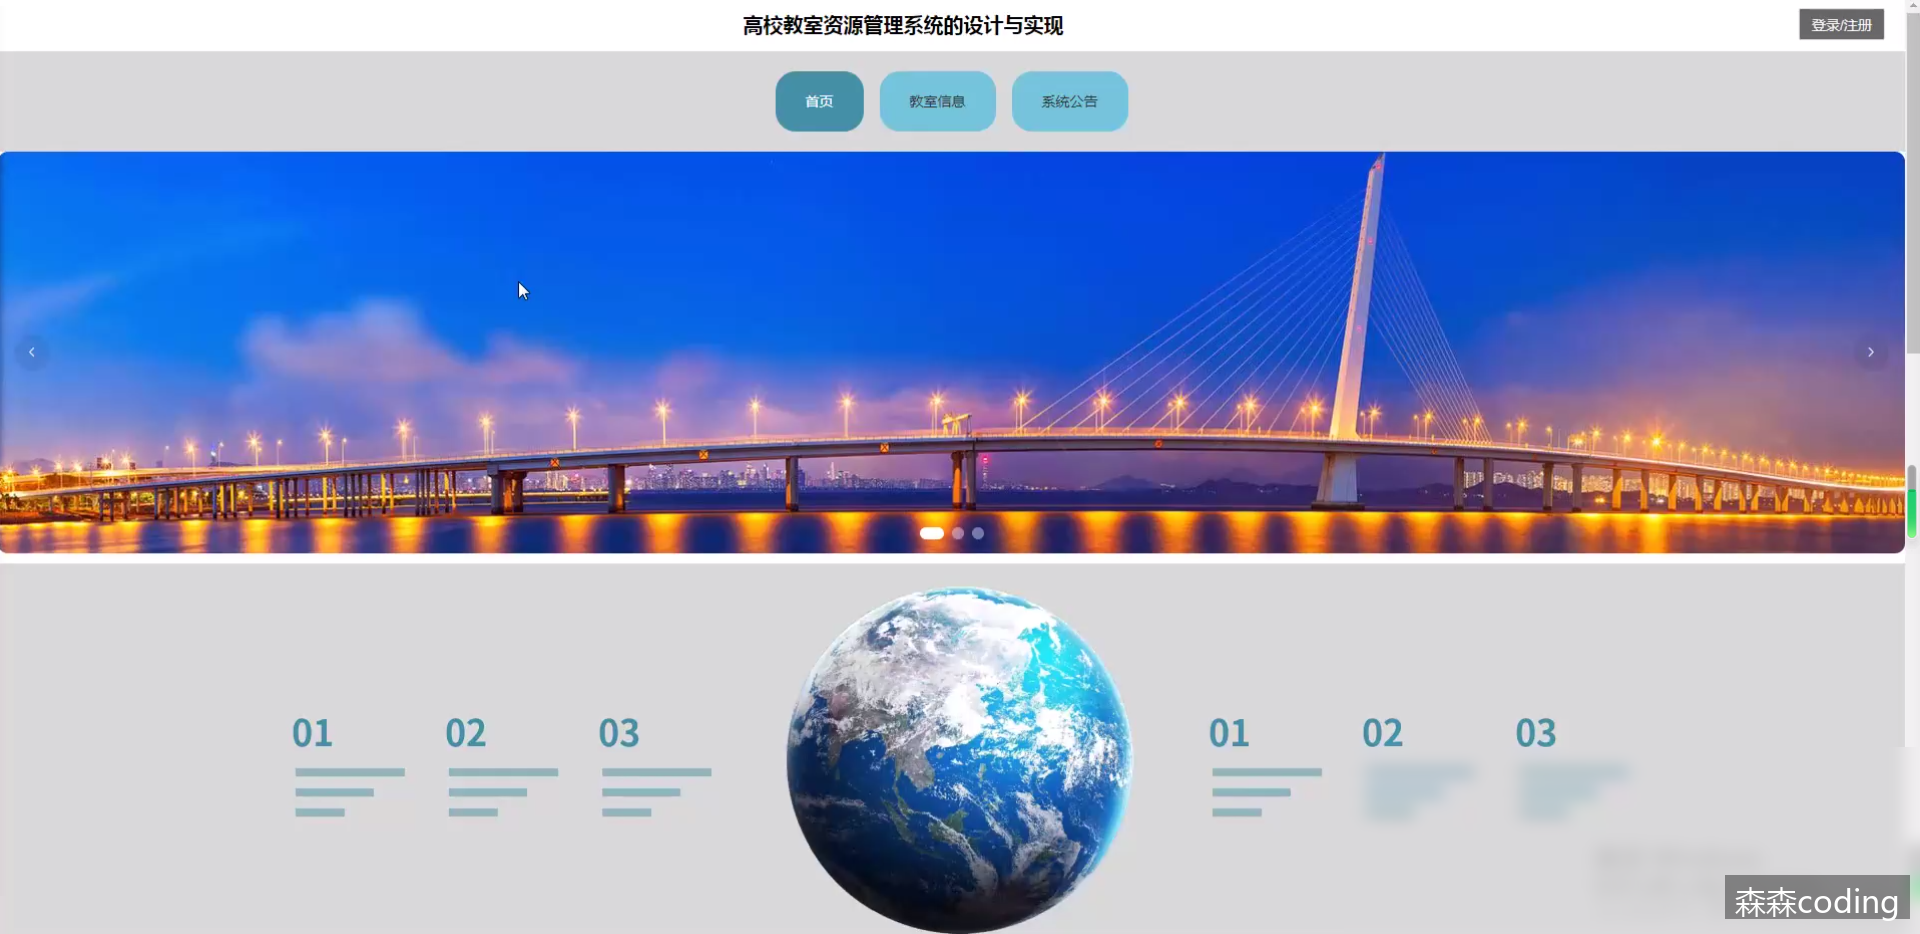 高校教室资源管理系统的设计与实现
登录/注册
首页
教室信息
系统公告
01
02
03
01
02
03
森森coding